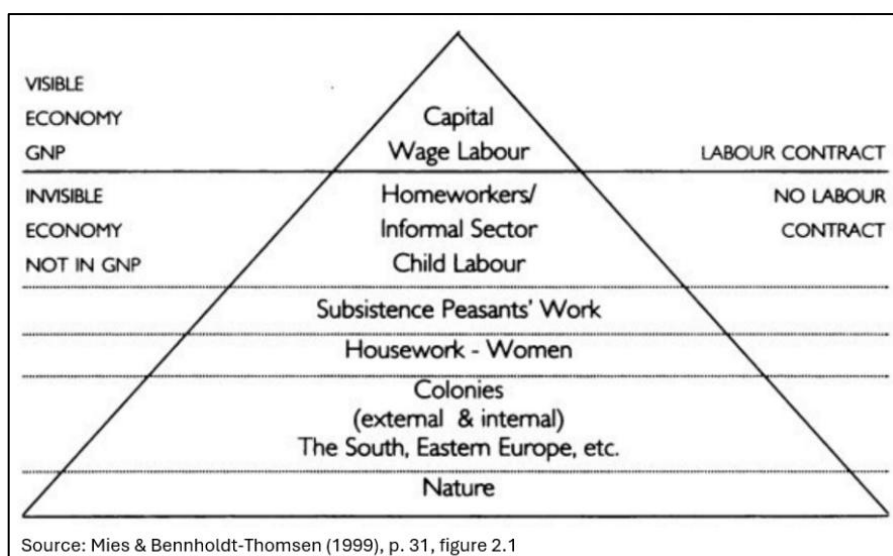 VISIBLE
ECONOMY Capital
GNP Wage Labour LABOUR CONTRACT
INVISIBLE Homeworkers/ NO LABOUR
ECONOMY Informal Sector CONTRACT
NOT IN GNP Child Labour
Subsistence Peasants' Work
Housework - Women
Colonies
(external & internal)
The South, Eastern Europe, etc.
Nature
Source: Mies & Bennholdt-Thomsen (1999), p. 31, figure 2.1